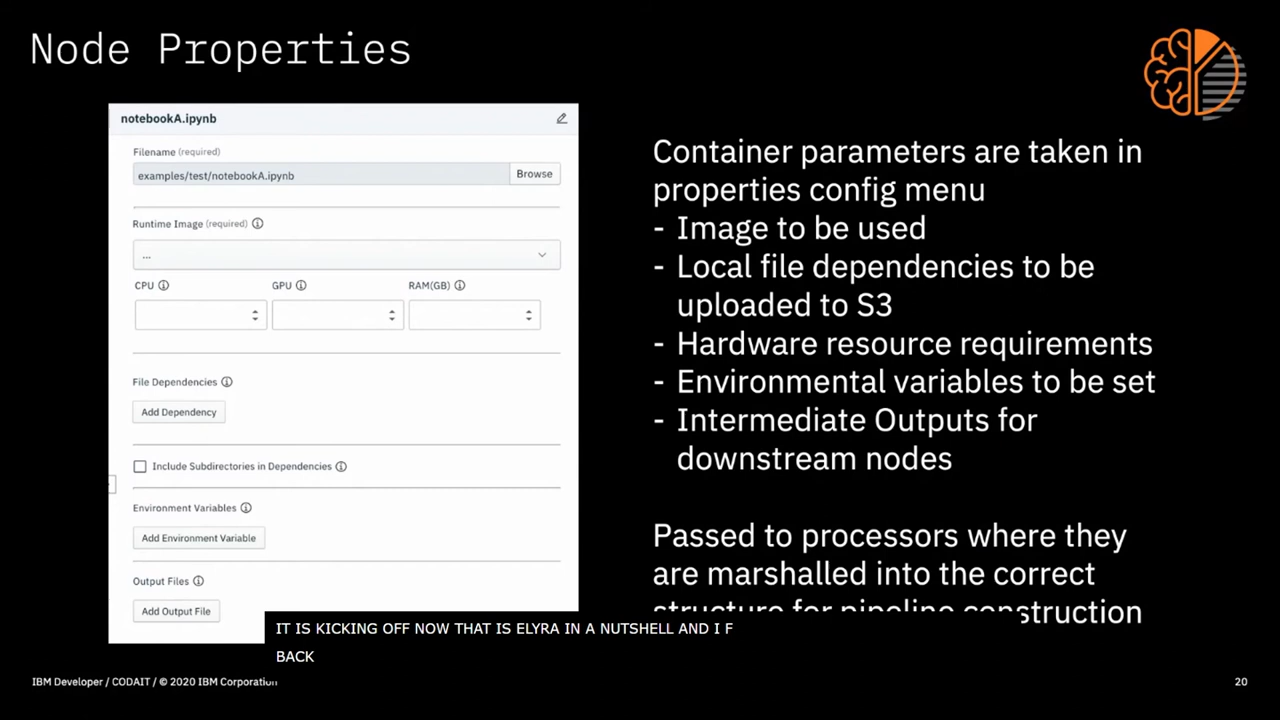 Node Properties
notebookA.ipynb
Filename (required)
examples/test/notebookA.ipynb
Browse
Runtime Image (required)
...
CPU
GPU
RAM(GB)
File Dependencies
Add Dependency
Include Subdirectories in Dependencies
Environment Variables
Add Environment Variable
Output Files
Add Output File
Container parameters are taken in
properties config menu
- Image to be used
- Local file dependencies to be
uploaded to S3
- Hardware resource requirements
- Environmental variables to be set
- Intermediate Outputs for
downstream nodes
Passed to processors where they
are marshalled into the correct
structure for pipeline construction
IT IS KICKING OFF NOW THAT IS ELYRA IN A NUTSHELL AND I F
BACK
IBM Developer / CODAIT / © 2020 IBM Corporation
20